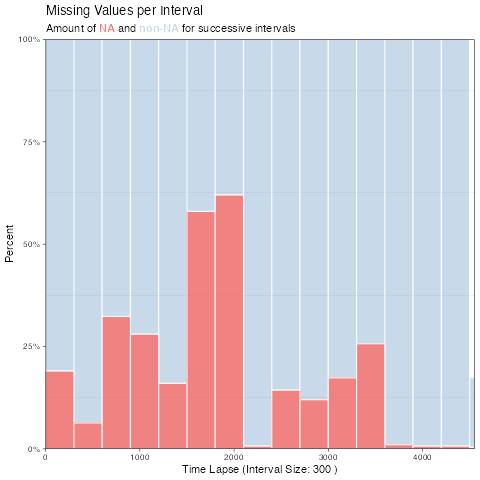 Missing Values per Interval
Amount of NA and non-NA for successive intervals
100%
75%
50%
25%
0%
Percent
0 1000 2000 3000 4000
Time Lapse (Interval Size: 300 )